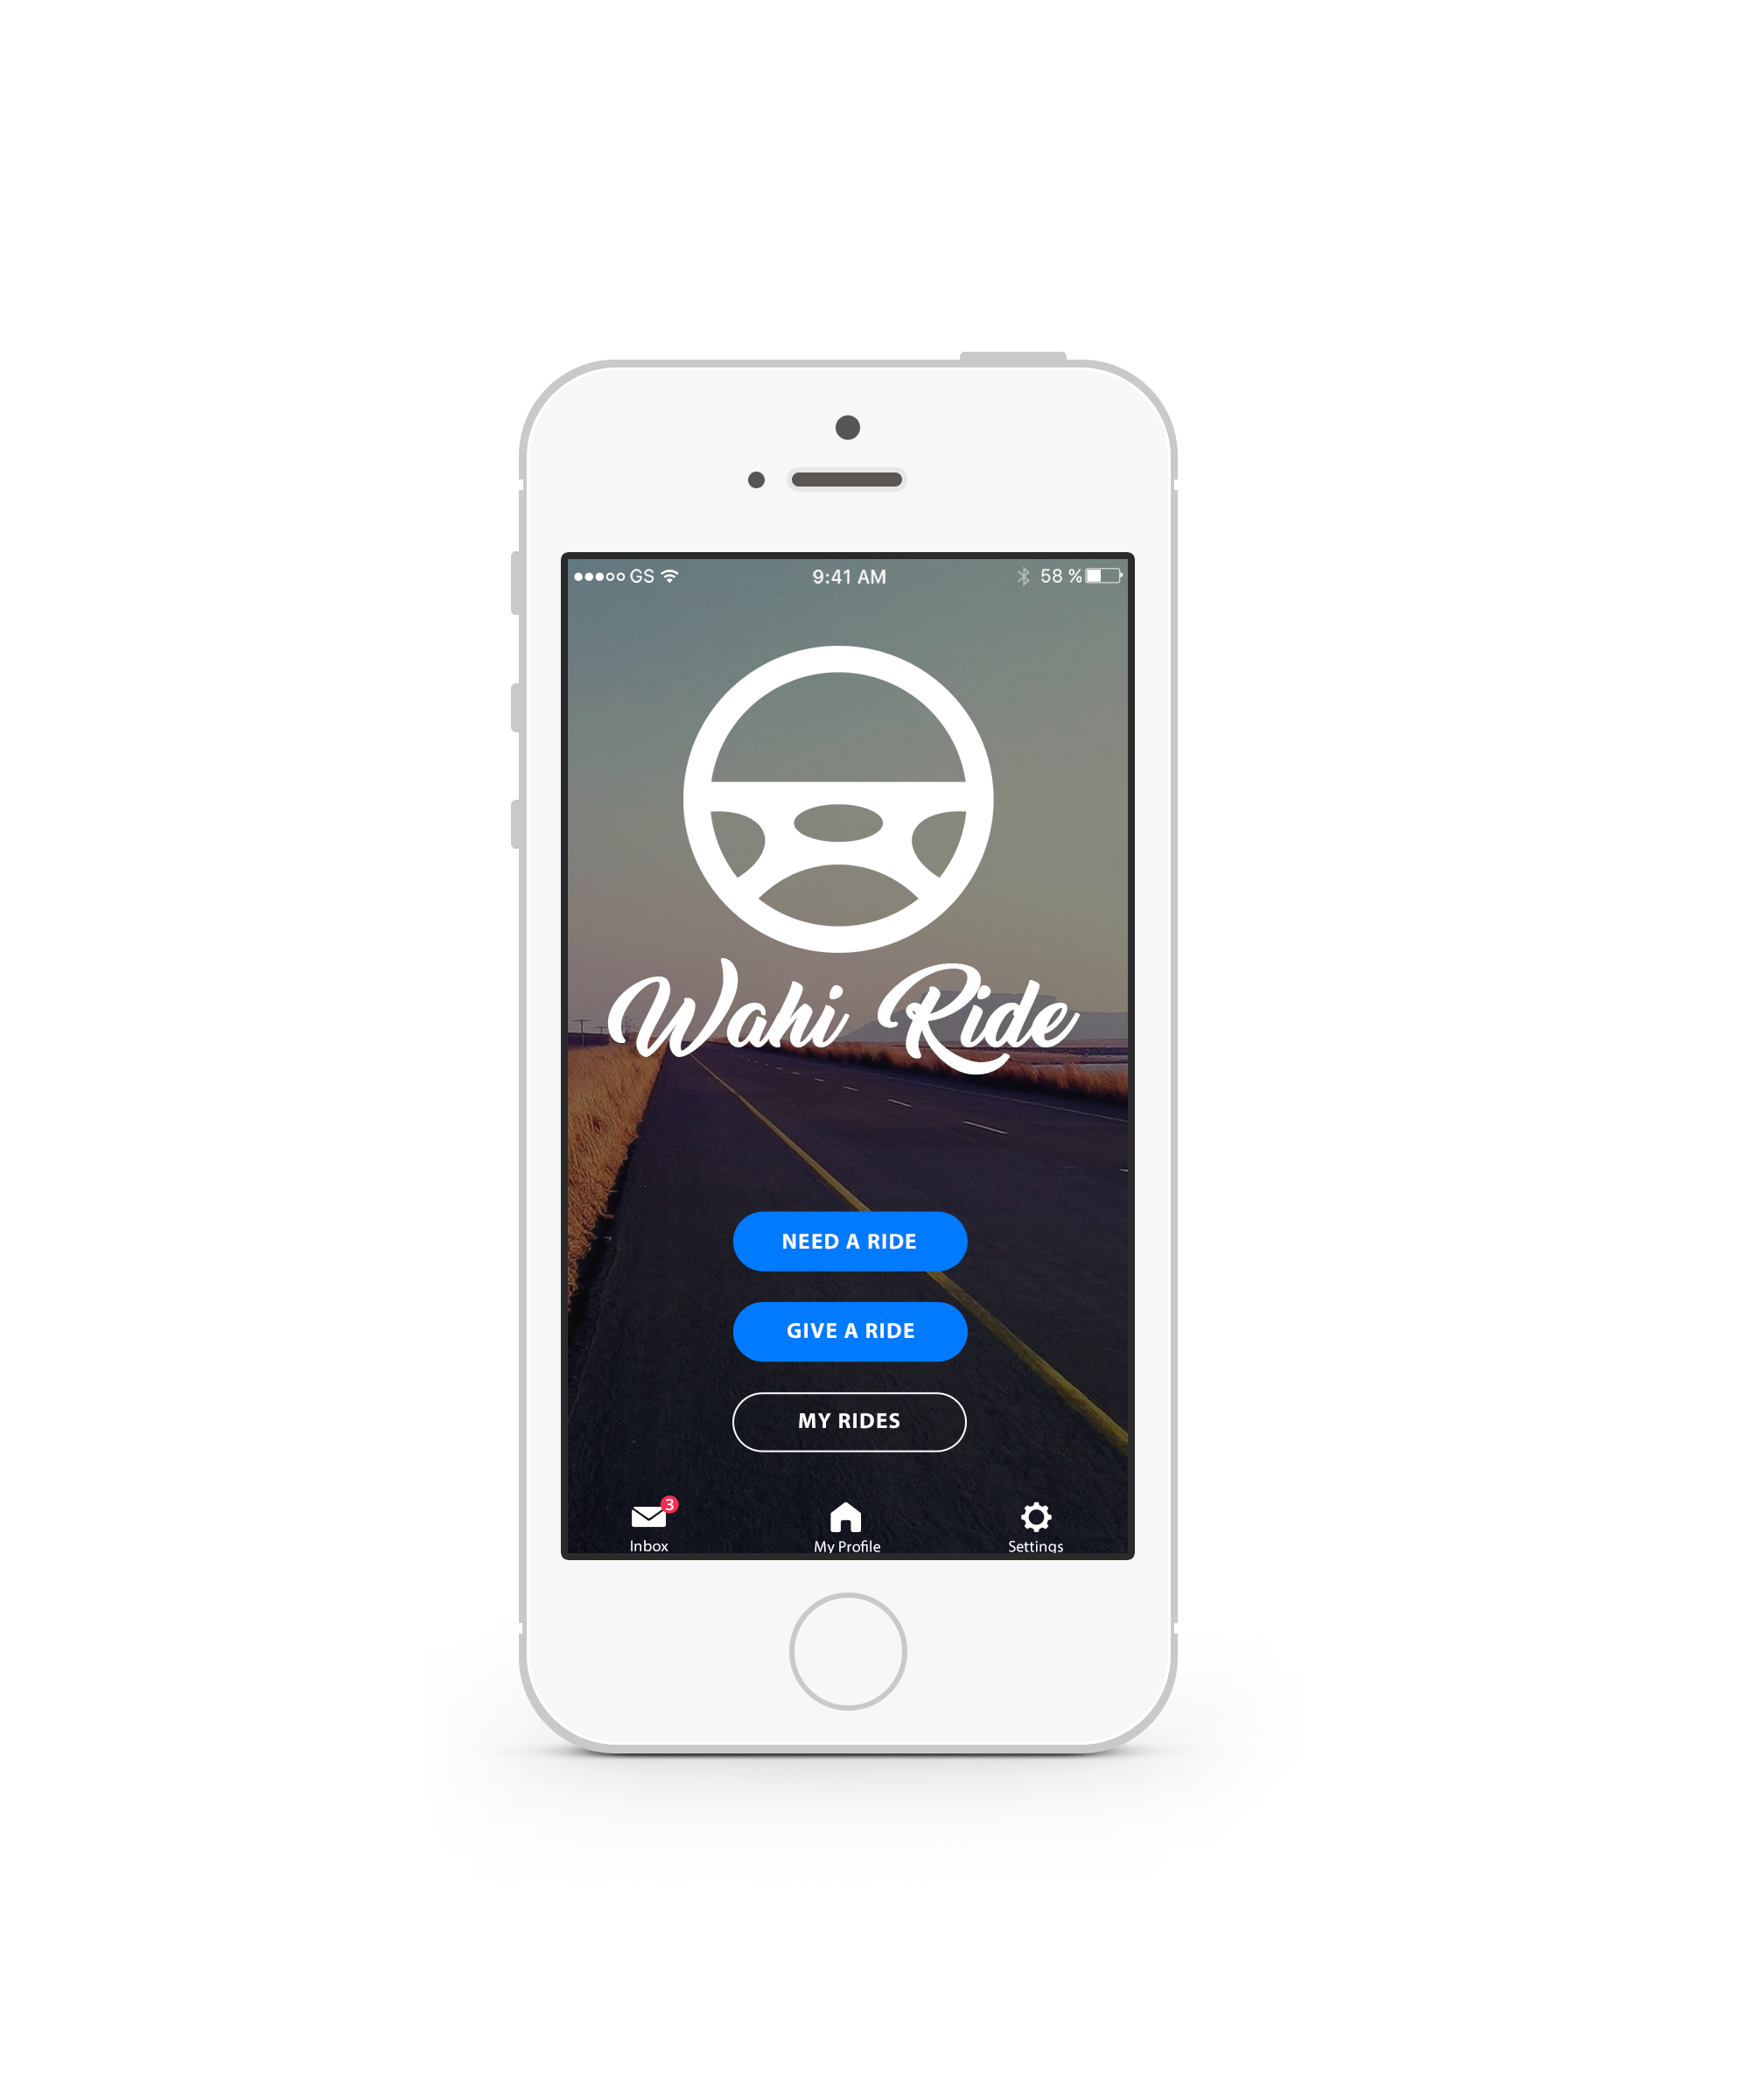 GS 9:41 AM 58 %
Wahi Ride
NEED A RIDE
GIVE A RIDE
MY RIDES
3
Inbox My Profile Settings